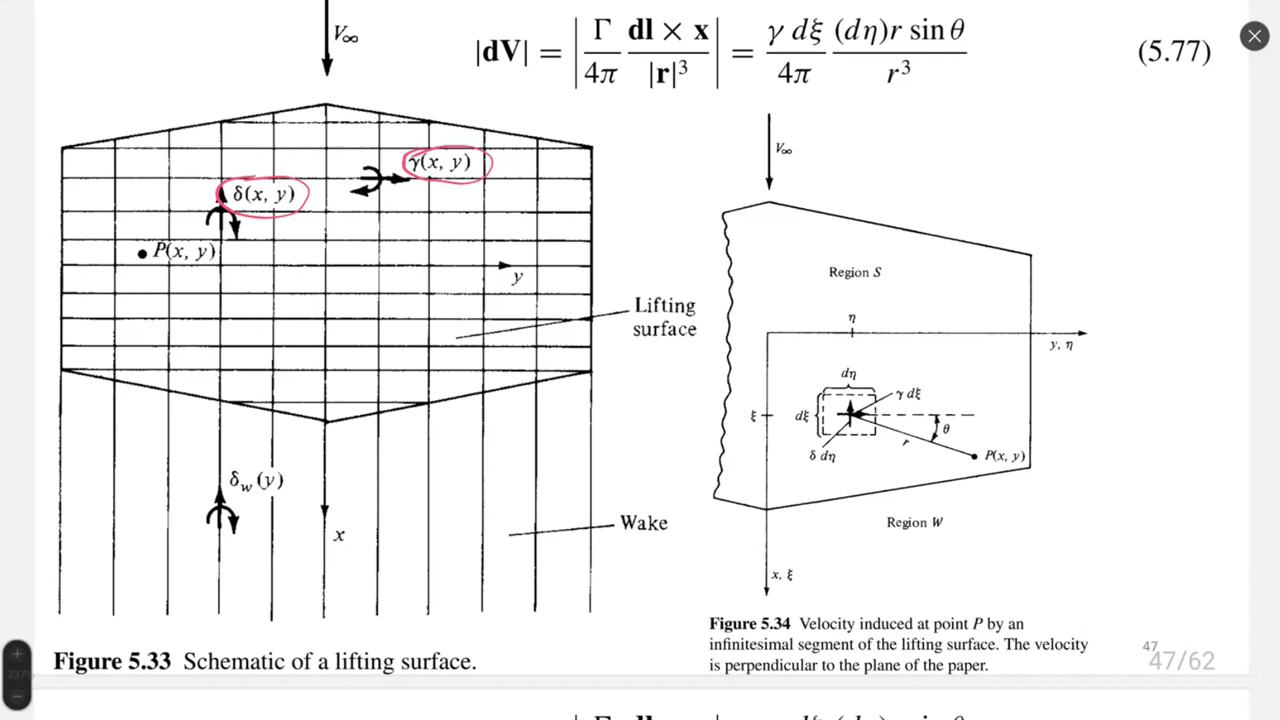 V∞
|dV| = | Γ/4π dl × x/|r|³ | = γ dξ/4π (dη)r sin θ/r³ (5.77)
γ(x, y)
δ(x, y)
P(x, y)
y
Lifting
surface
δw(y)
x
Wake
Figure 5.33 Schematic of a lifting surface.
V∞
Region S
η
y, η
dη
γ dξ
ξ
dξ
θ
r
δ dη
P(x, y)
Region W
x, ξ
Figure 5.34 Velocity induced at point P by an
infinitesimal segment of the lifting surface. The velocity
is perpendicular to the plane of the paper.
47
47/62